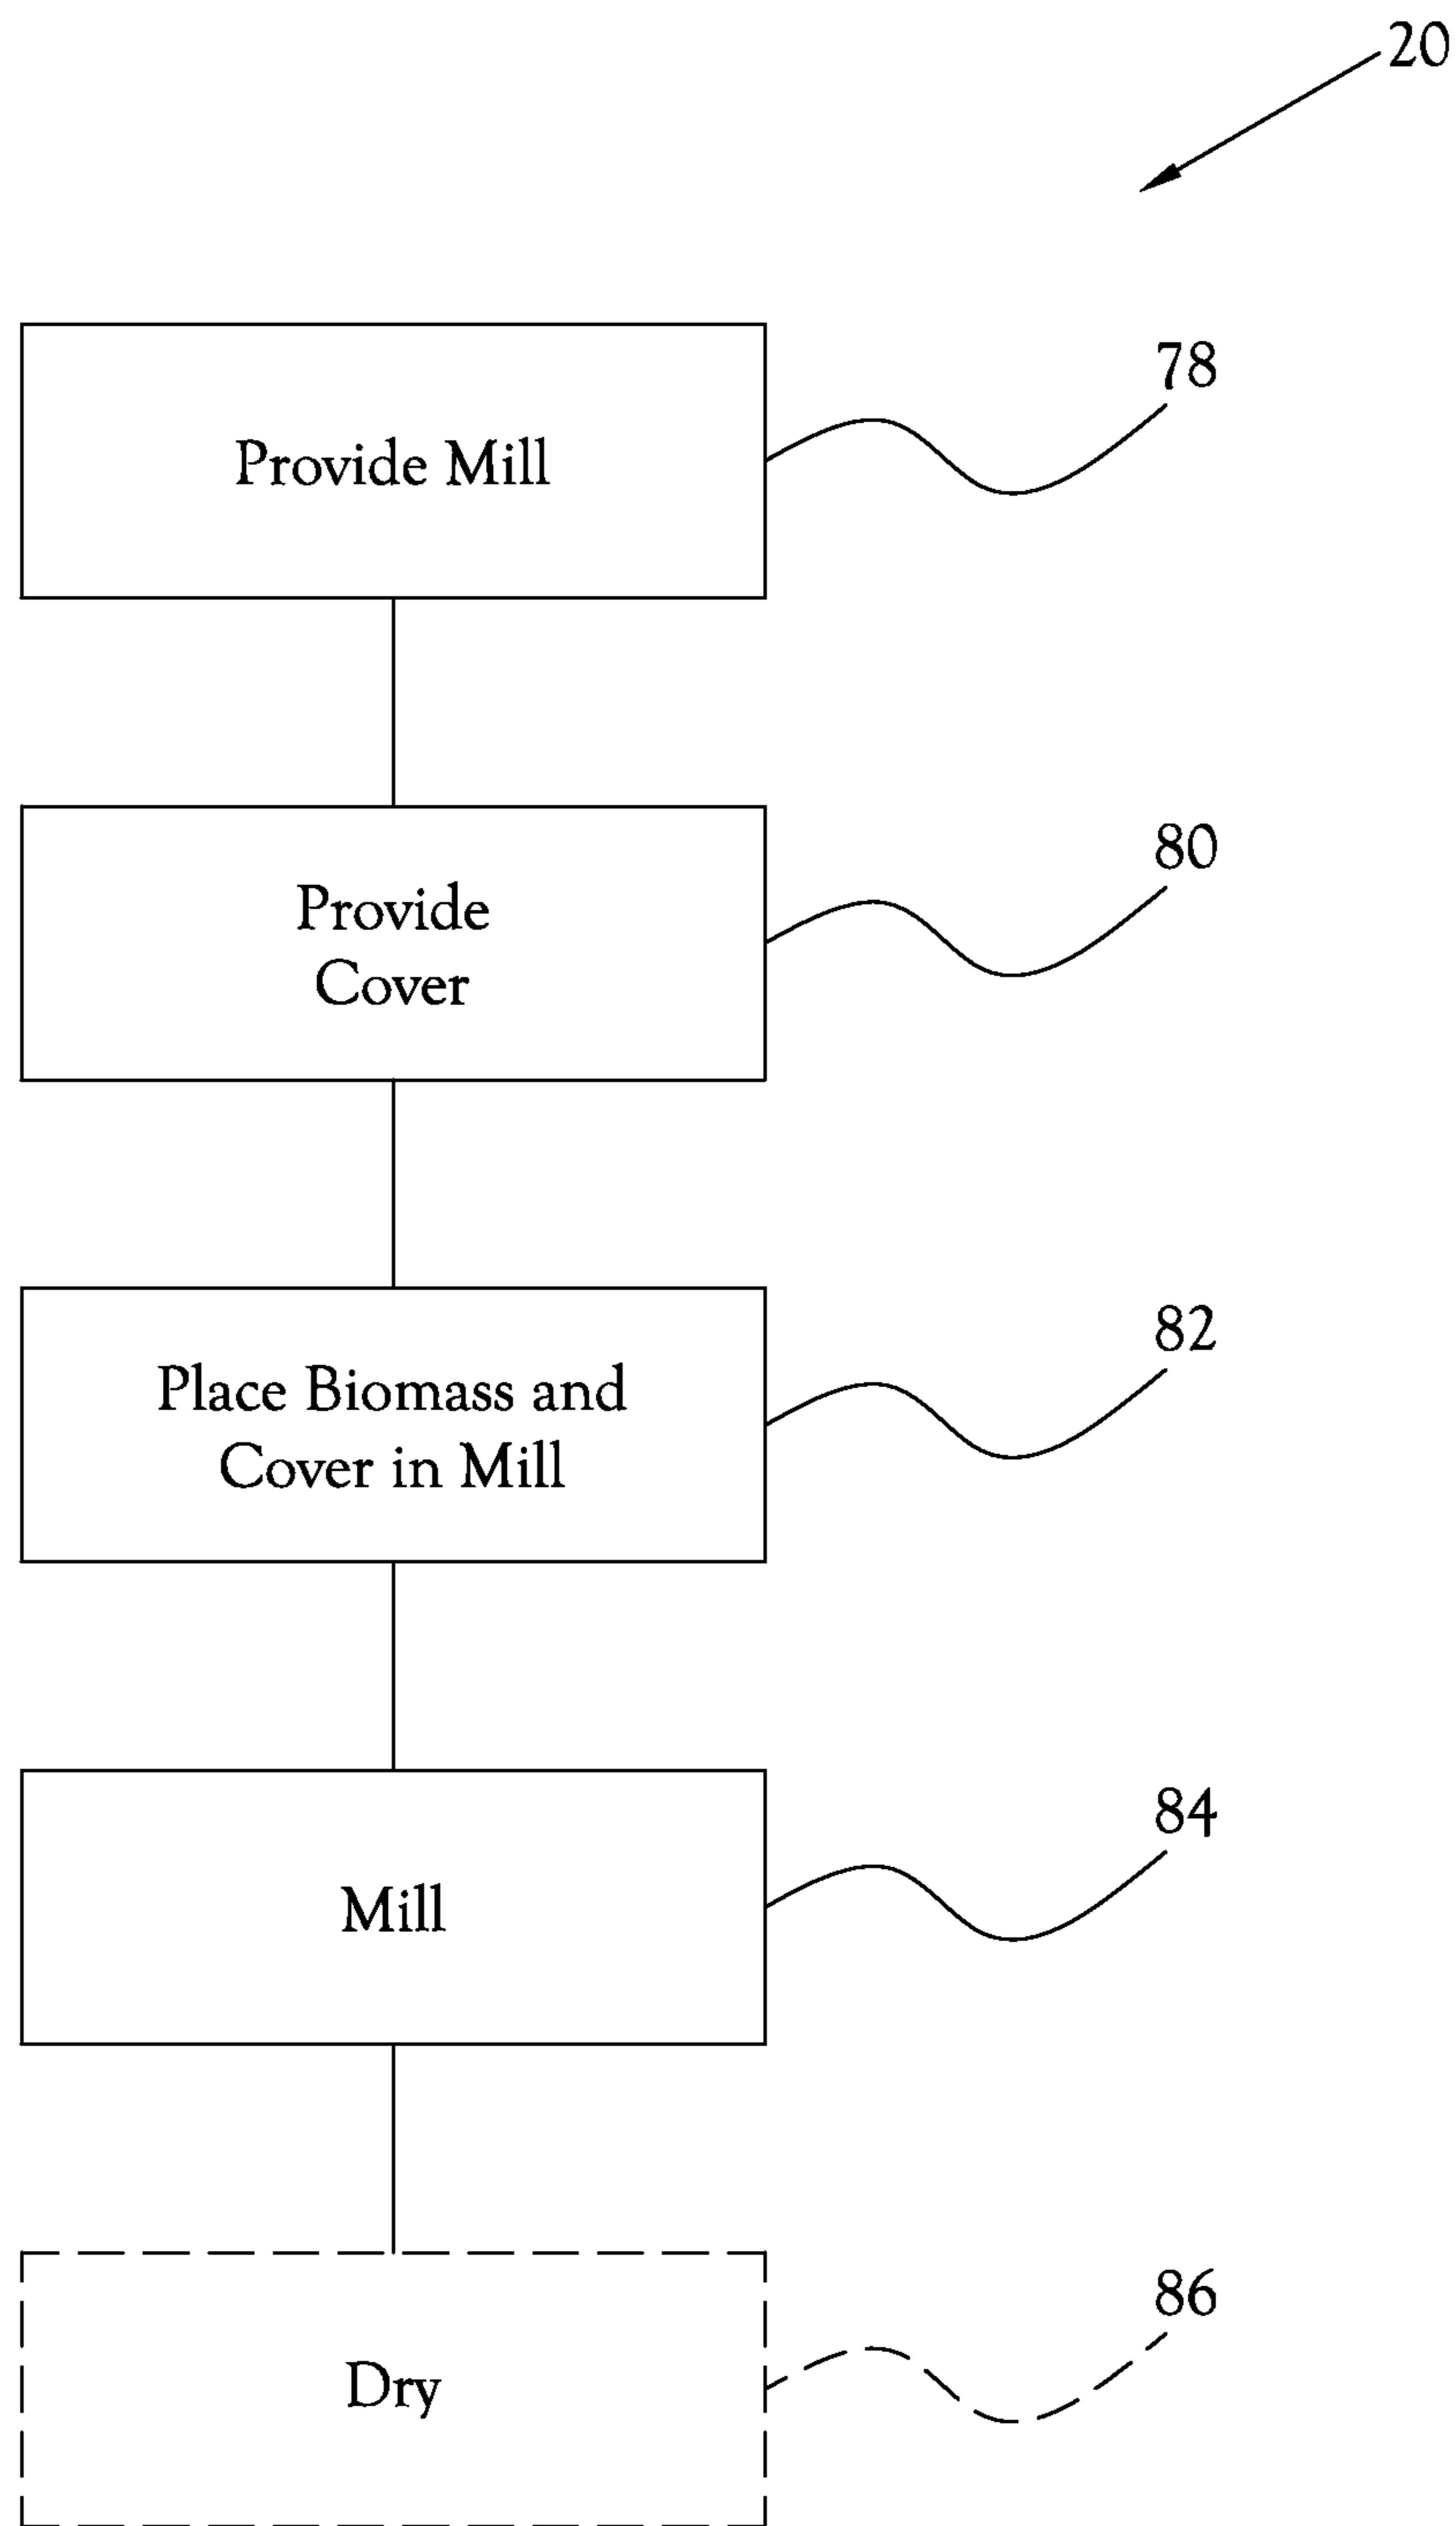 20
Provide Mill
78
Provide
Cover
80
Place Biomass and
Cover in Mill
82
Mill
84
Dry
86